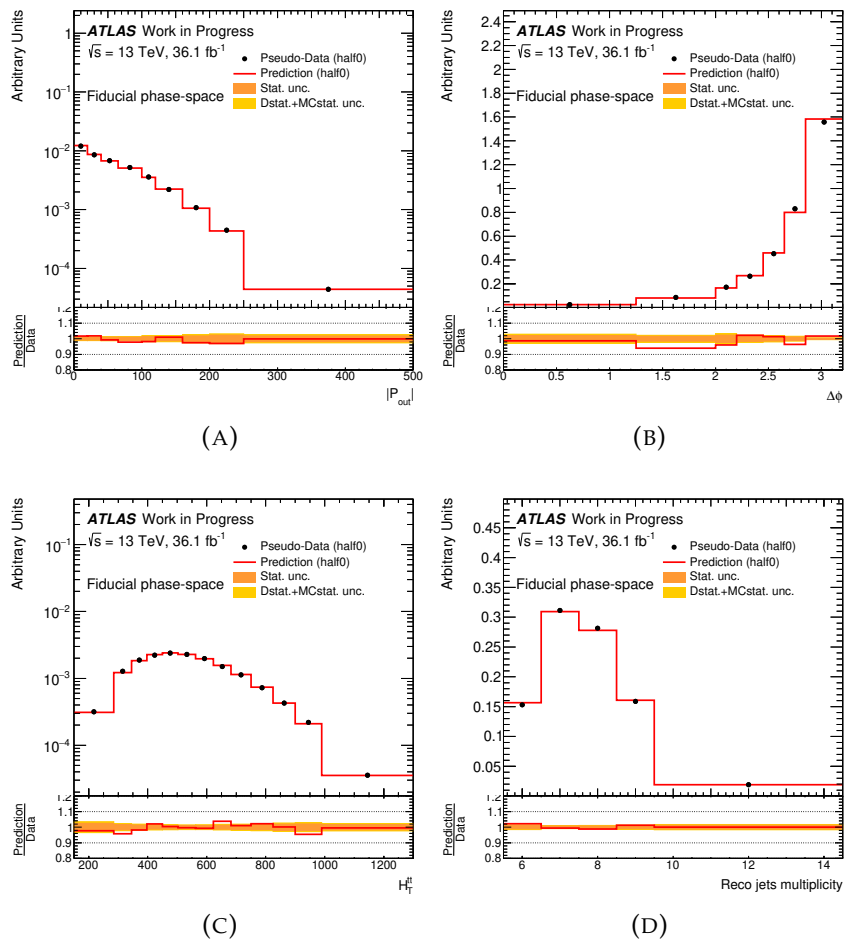 ATLAS Work in Progress
√s = 13 TeV, 36.1 fb⁻¹
Fiducial phase-space
Pseudo-Data (half0)
Prediction (half0)
Stat. unc.
Dstat.+MCstat. unc.
Arbitrary Units
1
10⁻¹
10⁻²
10⁻³
10⁻⁴
Prediction
Data
1.2
1.1
1
0.9
0.8
0 100 200 300 400 500
|P_out|
(A)
ATLAS Work in Progress
√s = 13 TeV, 36.1 fb⁻¹
Fiducial phase-space
Pseudo-Data (half0)
Prediction (half0)
Stat. unc.
Dstat.+MCstat. unc.
Arbitrary Units
2.4
2.2
2
1.8
1.6
1.4
1.2
1
0.8
0.6
0.4
0.2
Prediction
Data
1.2
1.1
1
0.9
0.8
0 0.5 1 1.5 2 2.5 3
Δϕ
(B)
ATLAS Work in Progress
√s = 13 TeV, 36.1 fb⁻¹
Fiducial phase-space
Pseudo-Data (half0)
Prediction (half0)
Stat. unc.
Dstat.+MCstat. unc.
Arbitrary Units
10⁻¹
10⁻²
10⁻³
10⁻⁴
Prediction
Data
1.2
1.1
1
0.9
0.8
200 400 600 800 1000 1200
H_T^tt̄
(C)
ATLAS Work in Progress
√s = 13 TeV, 36.1 fb⁻¹
Fiducial phase-space
Pseudo-Data (half0)
Prediction (half0)
Stat. unc.
Dstat.+MCstat. unc.
Arbitrary Units
0.45
0.4
0.35
0.3
0.25
0.2
0.15
0.1
0.05
Prediction
Data
1.2
1.1
1
0.9
0.8
6 8 10 12 14
Reco jets multiplicity
(D)